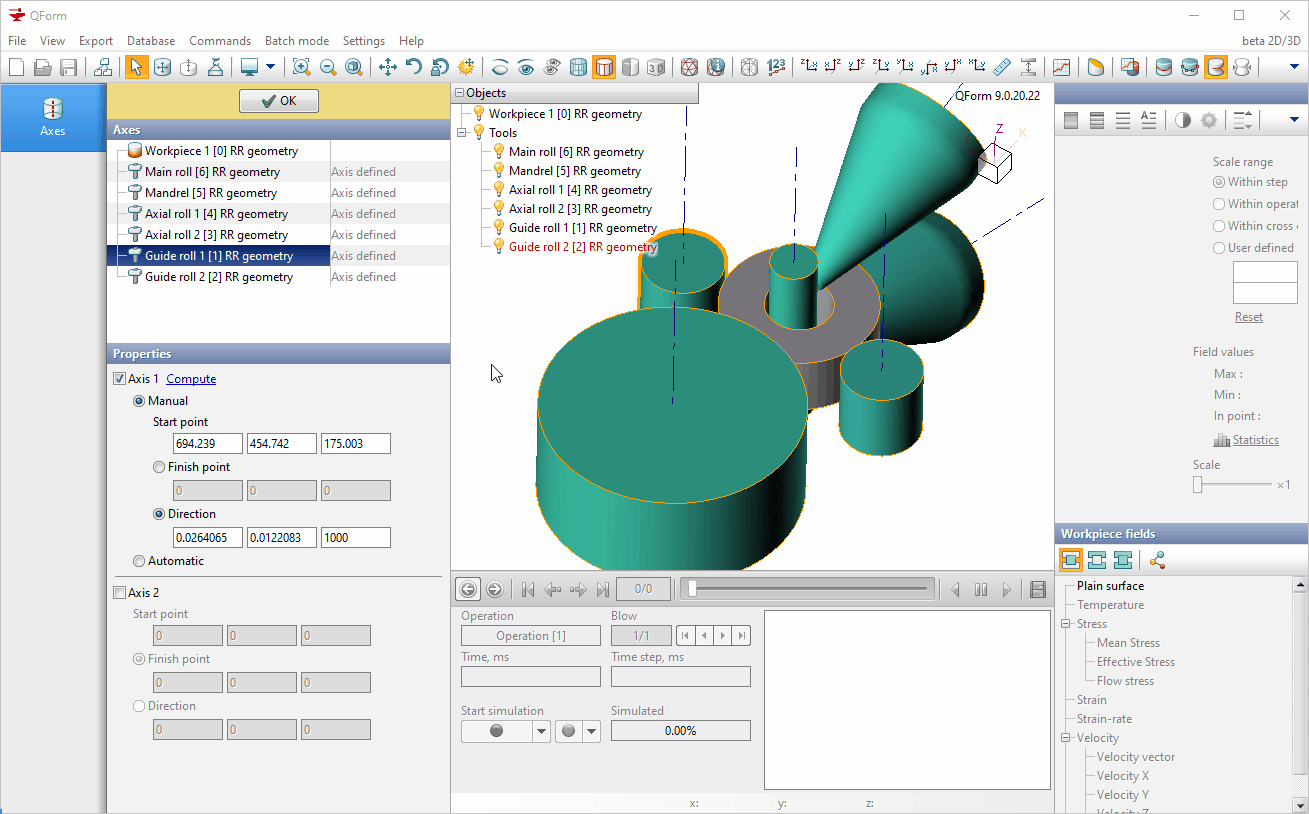 QForm
File View Export Database Commands Batch mode Settings Help
beta 2D/3D
OK
Axes
Axes
Workpiece 1 [0] RR geometry
Main roll [6] RR geometry Axis defined
Mandrel [5] RR geometry Axis defined
Axial roll 1 [4] RR geometry Axis defined
Axial roll 2 [3] RR geometry Axis defined
Guide roll 1 [1] RR geometry Axis defined
Guide roll 2 [2] RR geometry Axis defined
Properties
Axis 1 Compute
Manual
Start point
694.239 454.742 175.003
Finish point
0 0 0
Direction
0.0264065 0.0122083 1000
Automatic
Axis 2
Start point
0 0 0
Finish point
0 0 0
Direction
0 0 0
Objects
Workpiece 1 [0] RR geometry
Tools
Main roll [6] RR geometry
Mandrel [5] RR geometry
Axial roll 1 [4] RR geometry
Axial roll 2 [3] RR geometry
Guide roll 1 [1] RR geometry
Guide roll 2 [2] RR geometry
QForm 9.0.20.22
Z
X
0/0
Operation
Operation [1]
Blow
1/1
Time, ms
Time step, ms
Start simulation
Simulated
0.00%
x: y: z:
Scale range
Within step
Within operat
Within cross
User defined
Reset
Field values
Max :
Min :
In point :
Statistics
Scale
×1
Workpiece fields
Plain surface
Temperature
Stress
Mean Stress
Effective Stress
Flow stress
Strain
Strain-rate
Velocity
Velocity vector
Velocity X
Velocity Y
Velocity Z